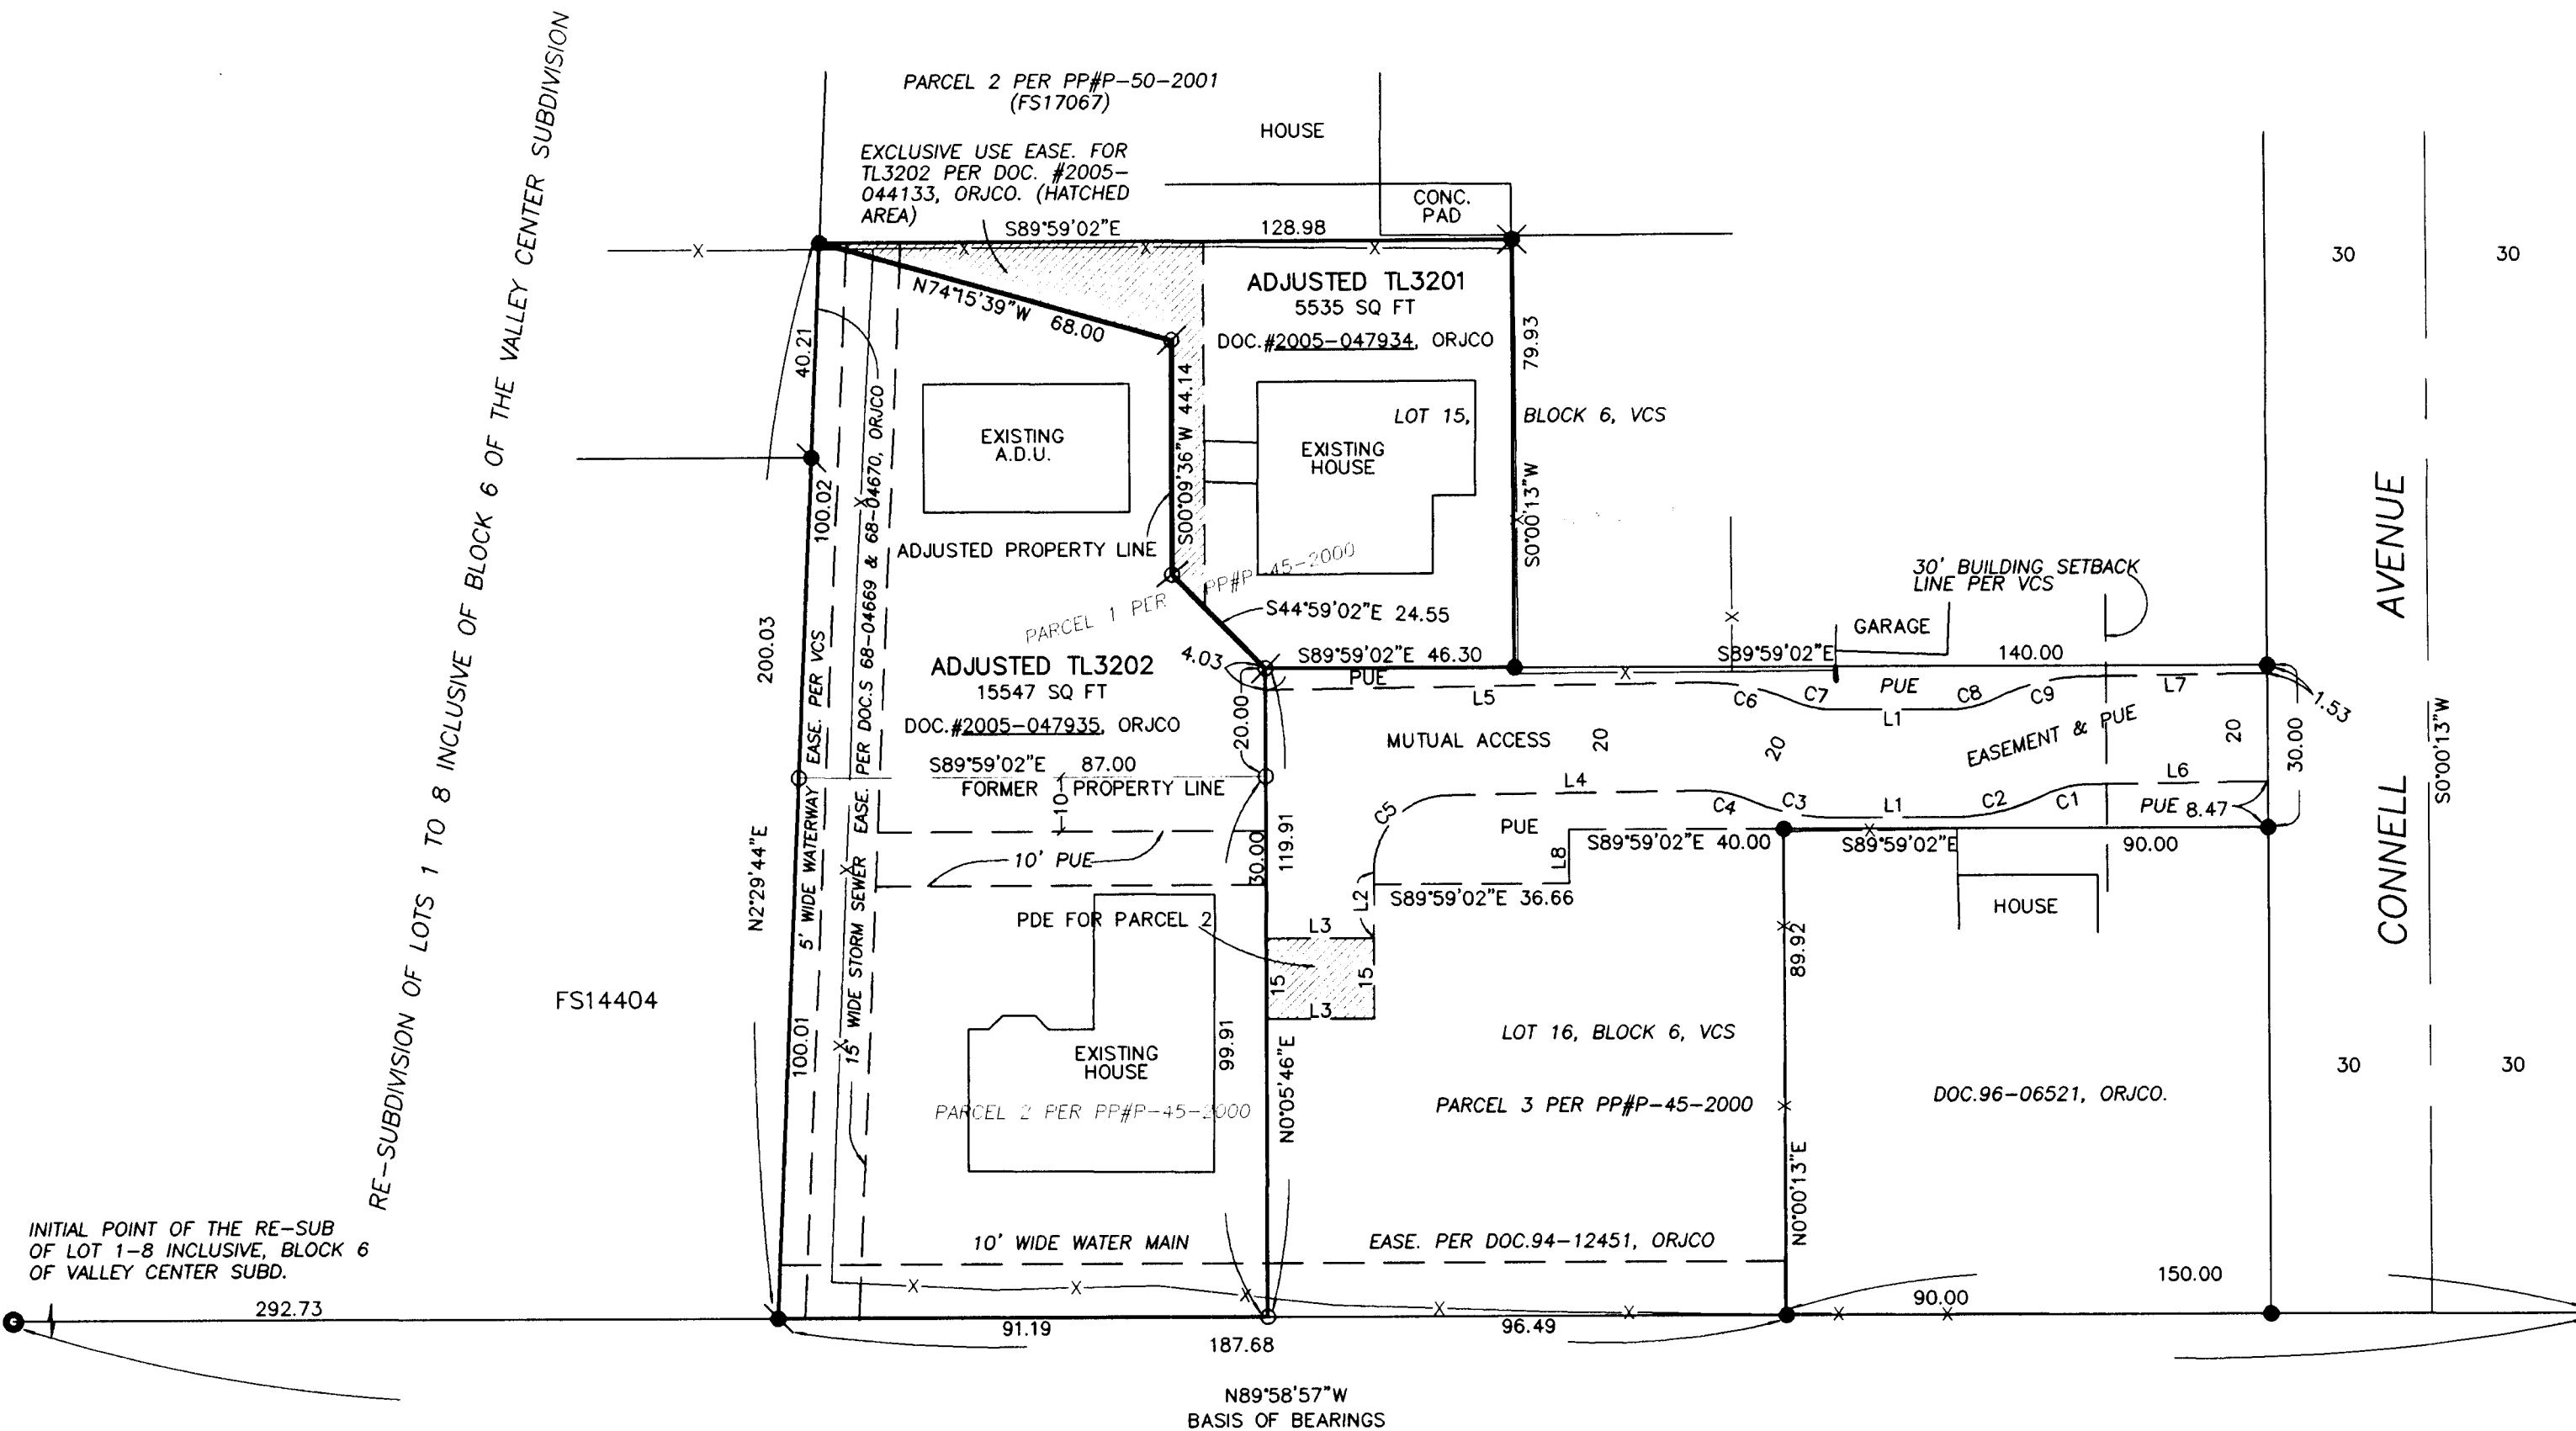 RE-SUBDIVISION OF LOTS 1 TO 8 INCLUSIVE OF BLOCK 6 OF THE VALLEY CENTER SUBDIVISION
PARCEL 2 PER PP#P-50-2001
(FS17067)
HOUSE
EXCLUSIVE USE EASE. FOR
TL3202 PER DOC. #2005-
044133, ORJCO. (HATCHED
AREA)
CONC.
PAD
S89°59'02"E 128.98
30 30
ADJUSTED TL3201
5535 SQ FT
DOC.#2005-047934, ORJCO
N74°15'39"W 68.00
40.21
79.93
S00°09'36"W 44.14
LOT 15, BLOCK 6, VCS
EXISTING
A.D.U.
EXISTING
HOUSE
100.02
S0°00'13"W
ADJUSTED PROPERTY LINE
PARCEL 1 PER PP#P-45-2000
30' BUILDING SETBACK
LINE PER VCS
S44°59'02"E 24.55
GARAGE
200.03
ADJUSTED TL3202
15547 SQ FT
DOC.#2005-047935, ORJCO
4.03
S89°59'02"E 46.30
S89°59'02"E 140.00
PUE
L5
C6
C7
PUE
C8
C9
L7
L1
1.53
20.00
MUTUAL ACCESS
20
20
EASEMENT & PUE
20
30.00
S0°00'13"W
CONNELL AVENUE
S89°59'02"E 87.00
FORMER PROPERTY LINE
10
L4
L6
C5
C4
C3
L1
C2
C1
PUE 8.47
PUE
S89°59'02"E 40.00
S89°59'02"E 90.00
N2°29'44"E
5' WIDE WATERWAY EASE. PER VCS
15' WIDE STORM SEWER EASE. PER DOC.S 68-04669 & 68-04670, ORJCO
10' PUE
30.00
119.91
L8
L2
S89°59'02"E 36.66
HOUSE
PDE FOR PARCEL 2
L3
15
15
L3
89.92
FS14404
100.01
EXISTING
HOUSE
99.91
N0°05'46"E
LOT 16, BLOCK 6, VCS
30 30
PARCEL 2 PER PP#P-45-2000
PARCEL 3 PER PP#P-45-2000
DOC.96-06521, ORJCO.
N0°00'13"E
INITIAL POINT OF THE RE-SUB
OF LOT 1-8 INCLUSIVE, BLOCK 6
OF VALLEY CENTER SUBD.
10' WIDE WATER MAIN EASE. PER DOC.94-12451, ORJCO
150.00
292.73
90.00
91.19
96.49
187.68
N89°58'57"W
BASIS OF BEARINGS